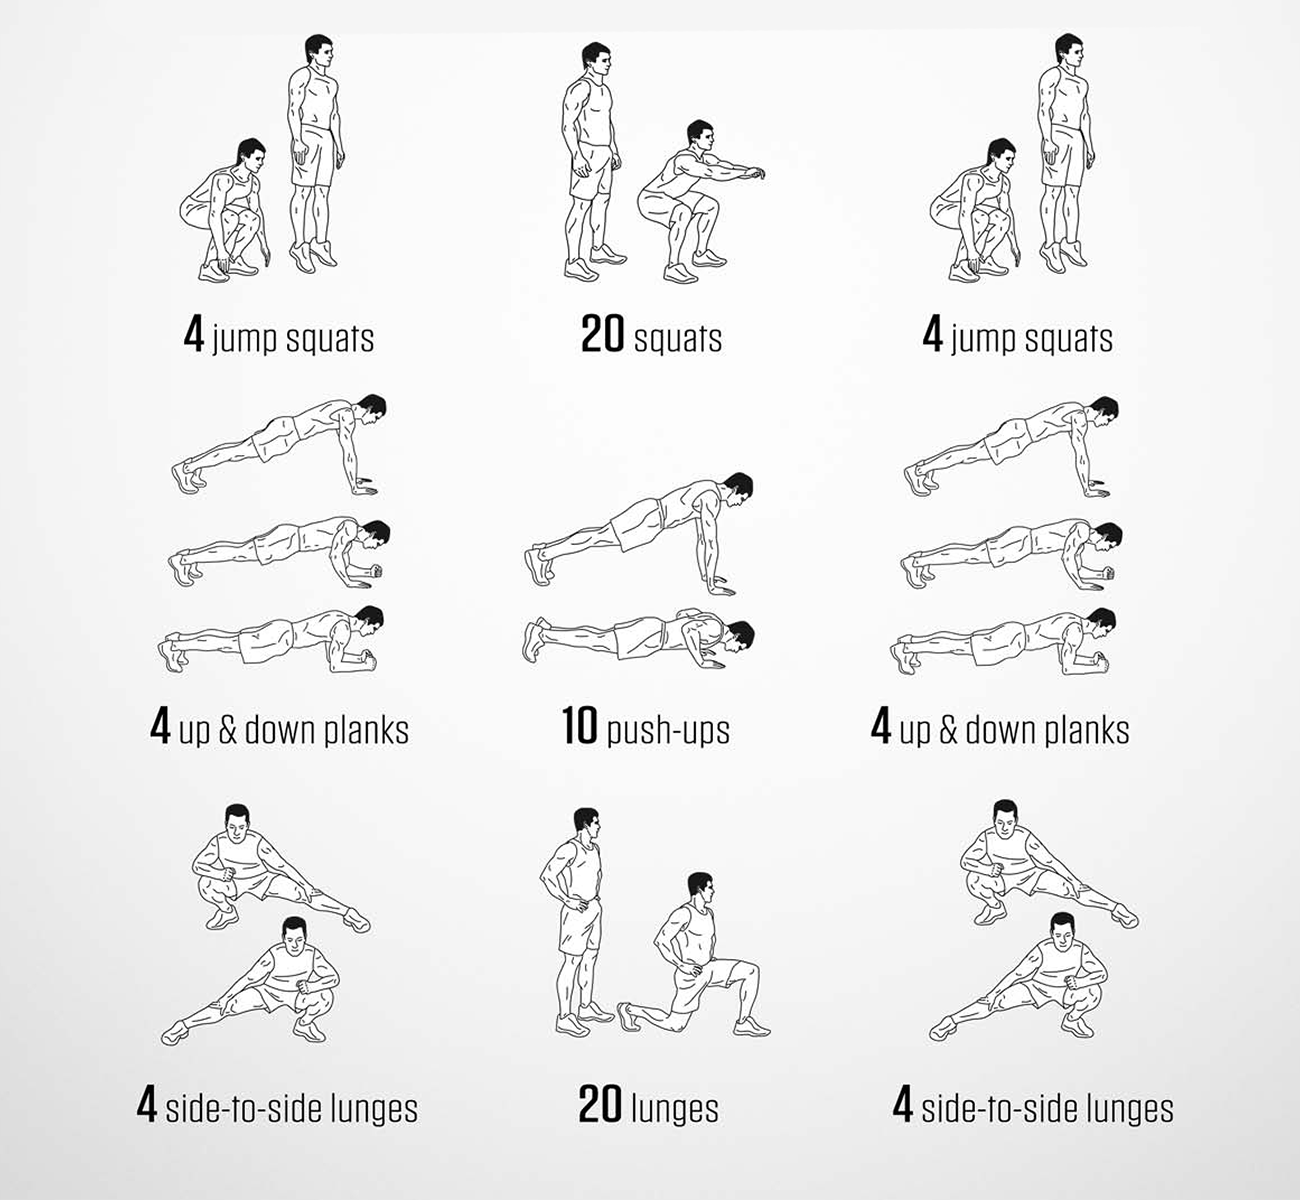 4 jump squats
20 squats
4 jump squats
4 up & down planks
10 push-ups
4 up & down planks
4 side-to-side lunges
20 lunges
4 side-to-side lunges